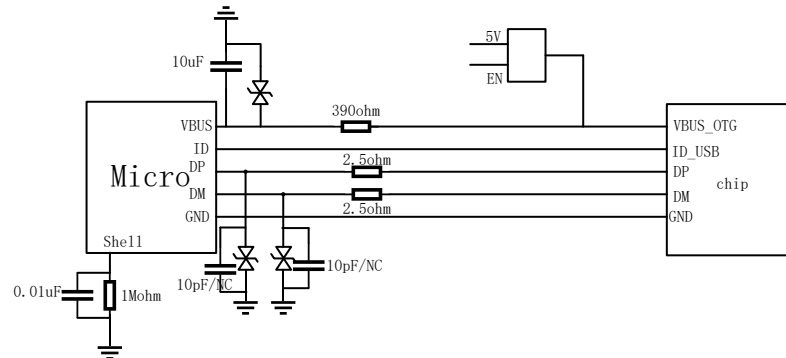 5V
10uF
EN
390ohm
VBUS
VBUS_OTG
ID
ID_USB
2.5ohm
DP
DP
Micro
chip
DM
DM
2.5ohm
GND
GND
Shell
10pF/NC
10pF/NC
0.01uF
1Mohm